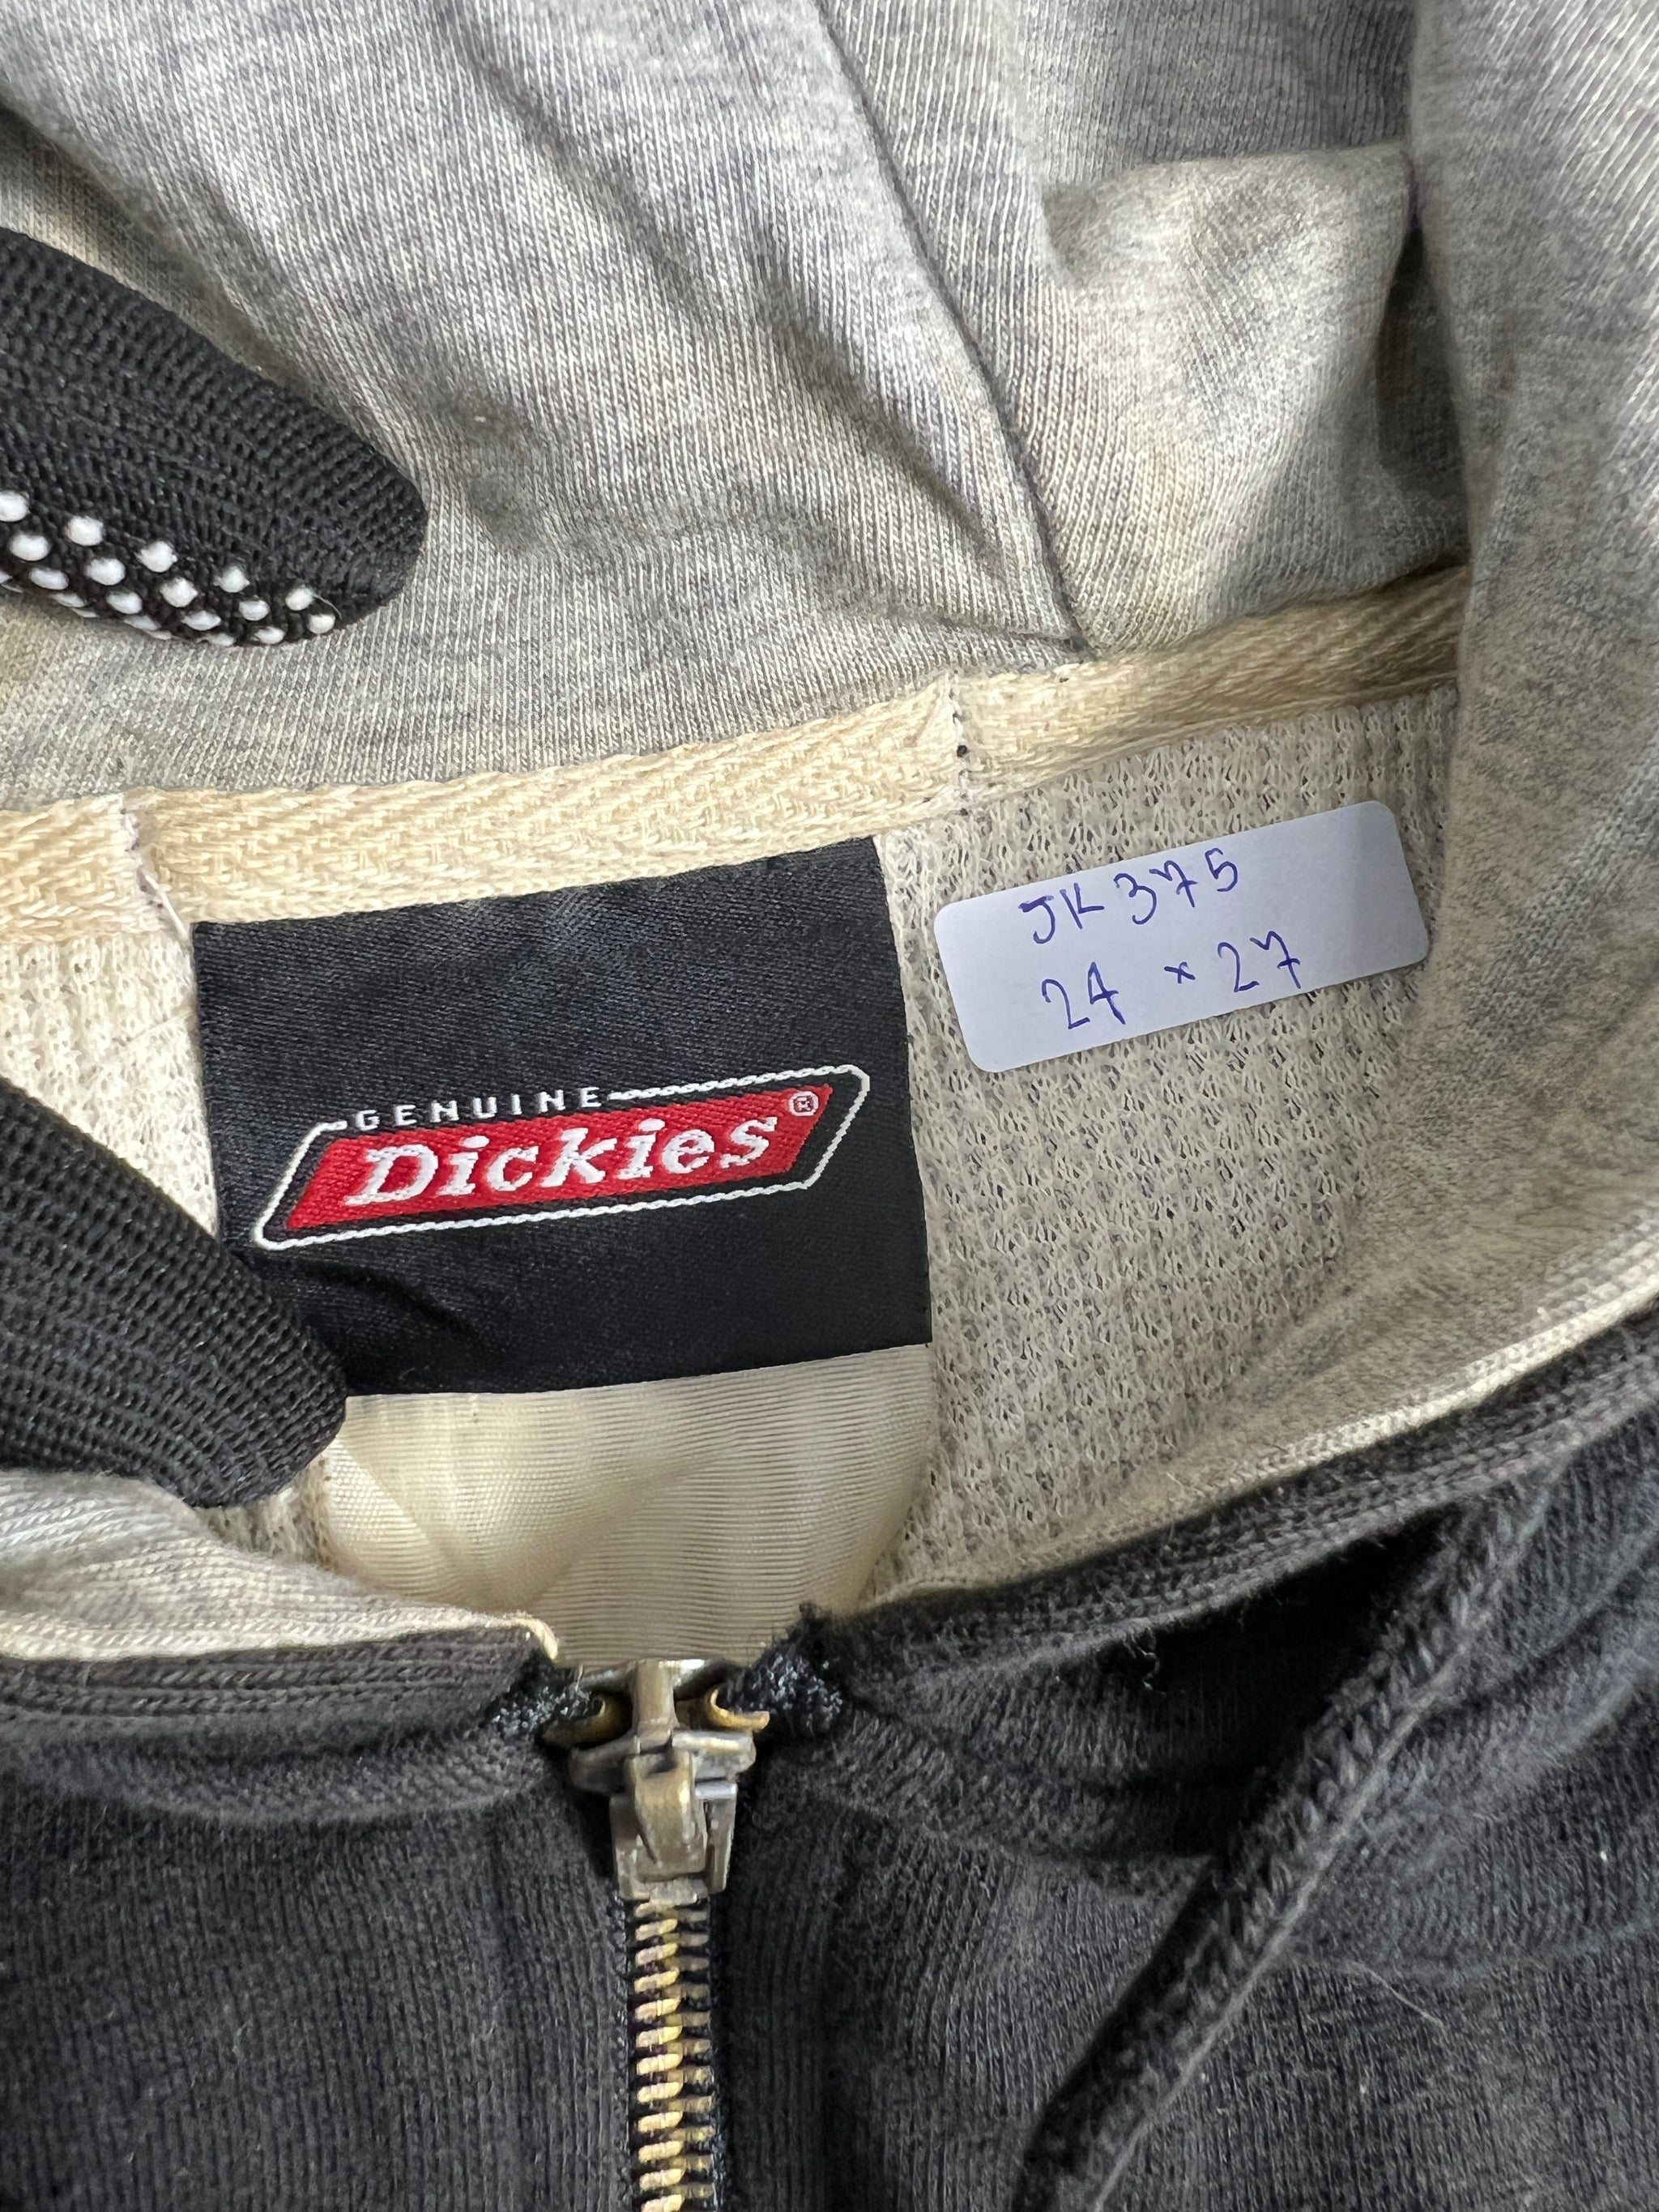 JK 375
24 × 27
GENUINE
Dickies®